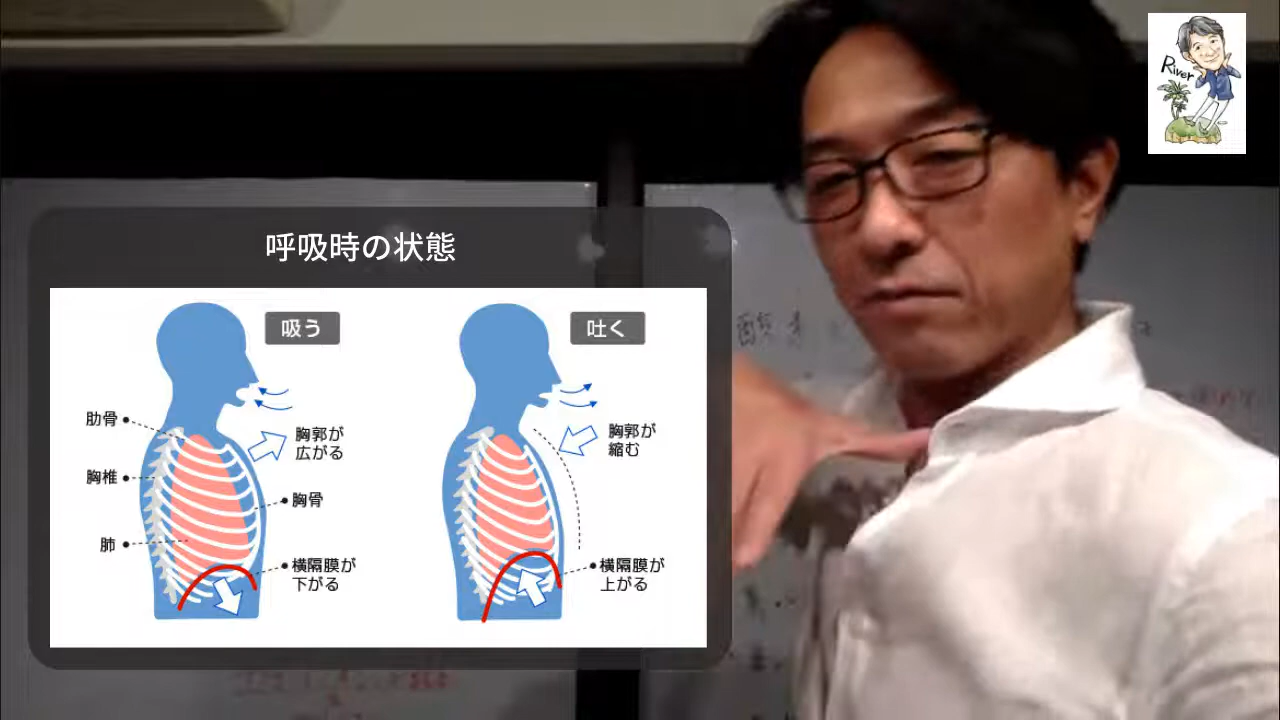 River
呼吸時の状態
吸う
肋骨
胸椎
肺
胸郭が
広がる
胸骨
横隔膜が
下がる
吐く
胸郭が
縮む
横隔膜が
上がる